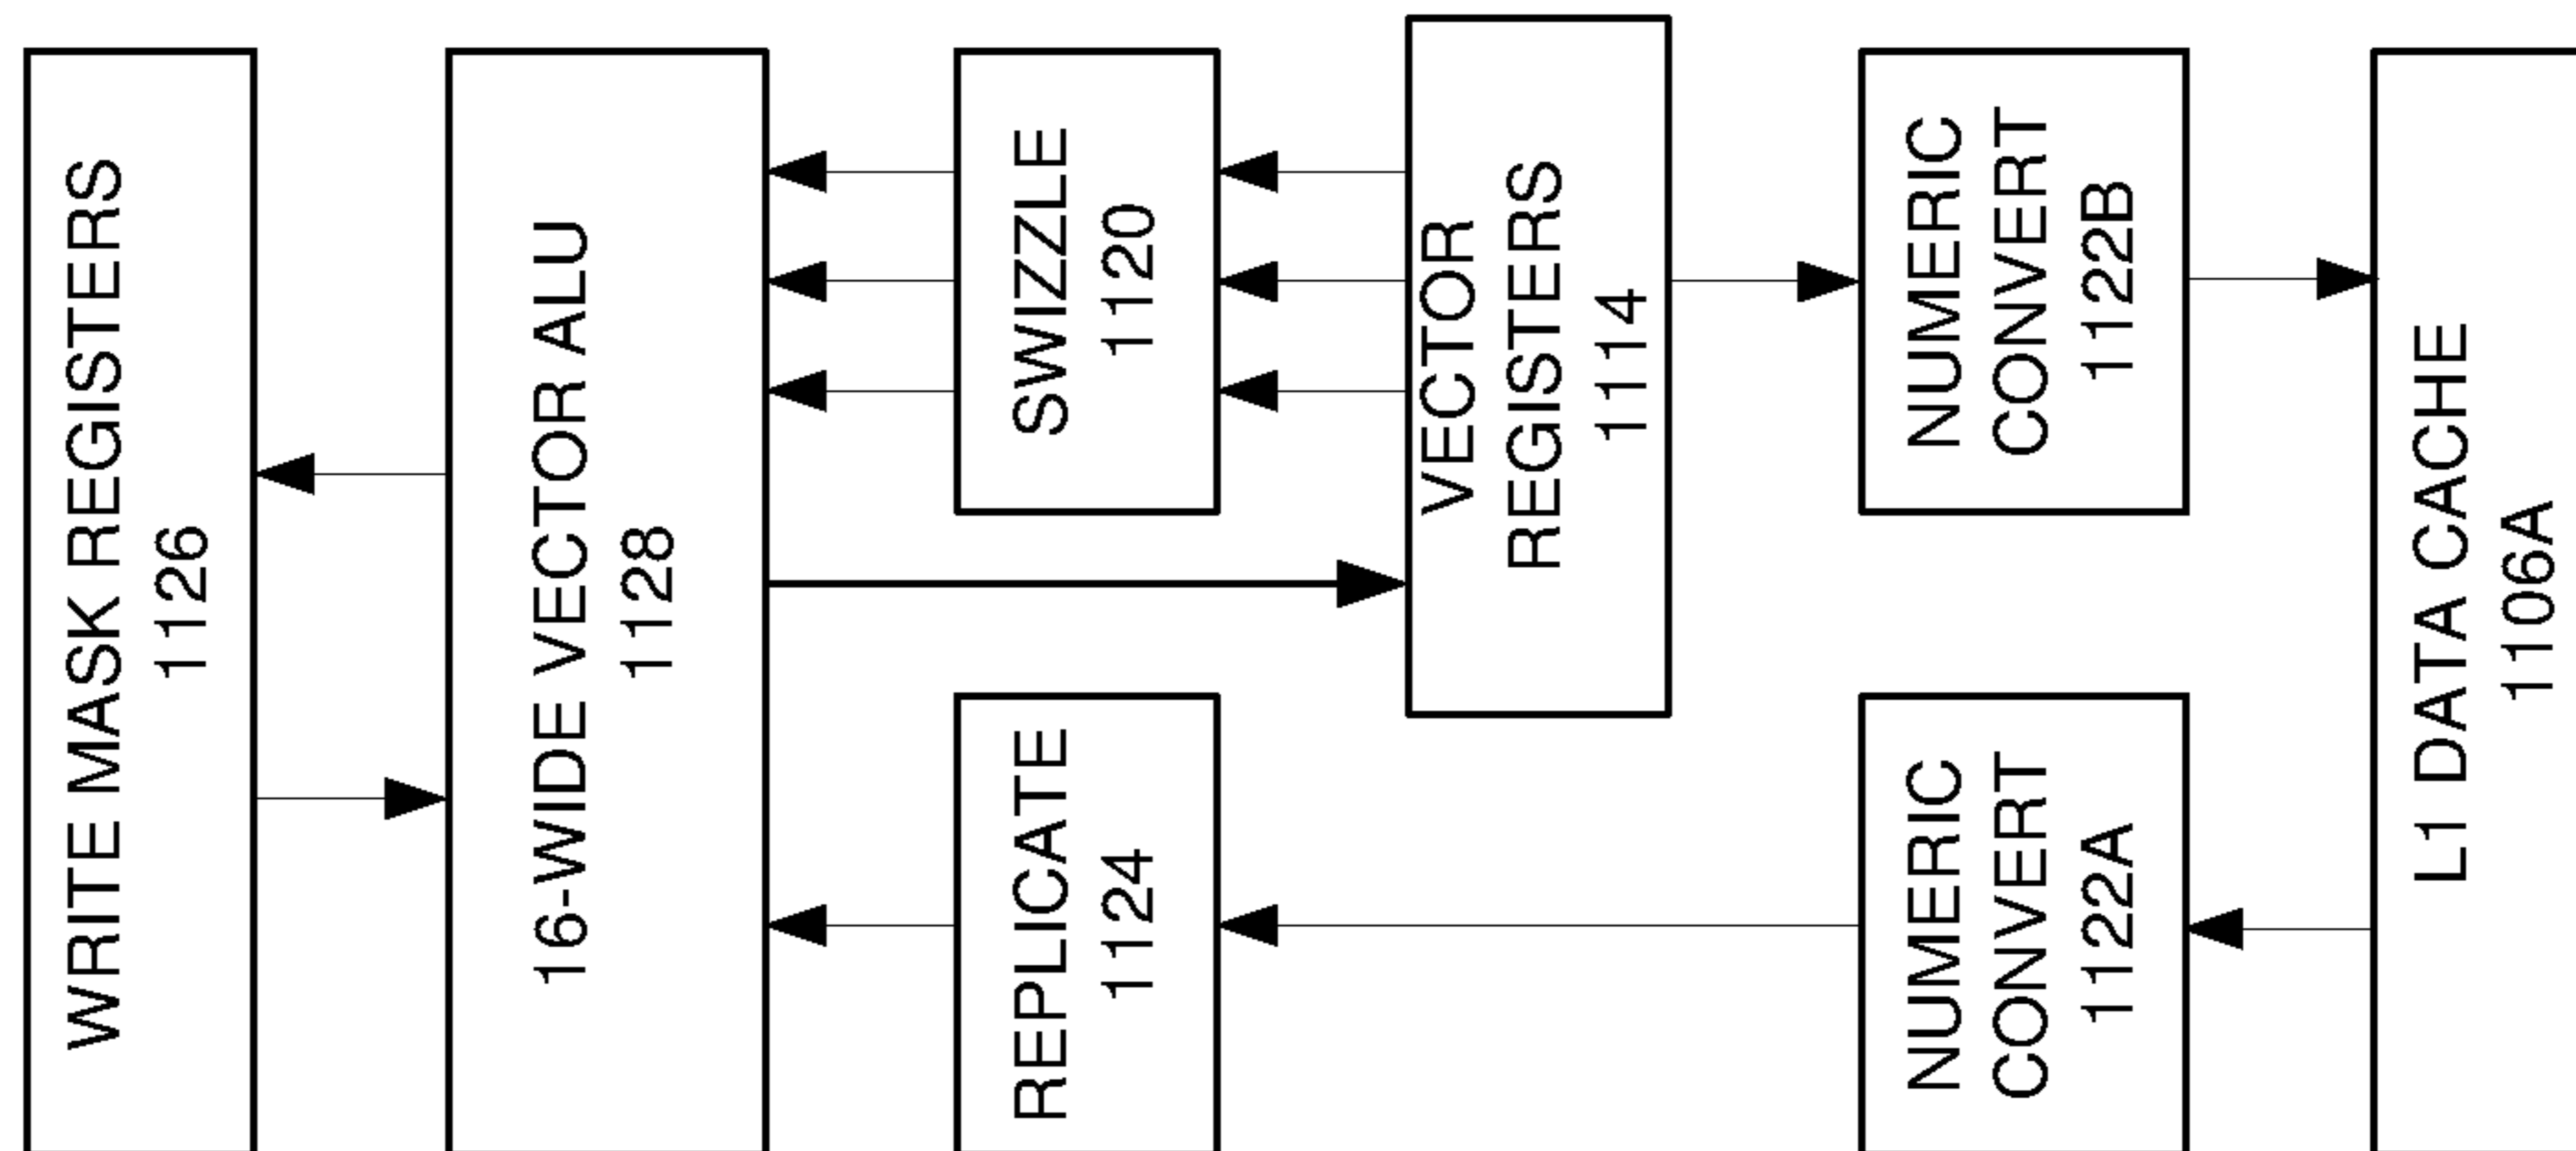 WRITE MASK REGISTERS
1126
16-WIDE VECTOR ALU
1128
REPLICATE
1124
SWIZZLE
1120
VECTOR
REGISTERS
1114
NUMERIC
CONVERT
1122A
NUMERIC
CONVERT
1122B
L1 DATA CACHE
1106A